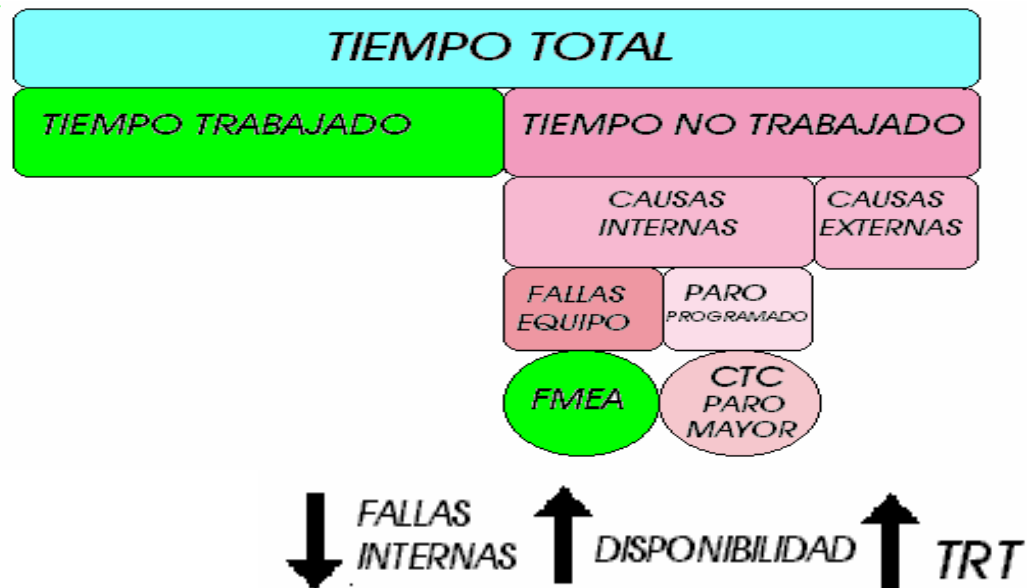 TIEMPO TOTAL
TIEMPO TRABAJADO
TIEMPO NO TRABAJADO
CAUSAS
INTERNAS
CAUSAS
EXTERNAS
FALLAS
EQUIPO
PARO
PROGRAMADO
FMEA
CTC
PARO
MAYOR
FALLAS
INTERNAS
DISPONIBILIDAD
TRT